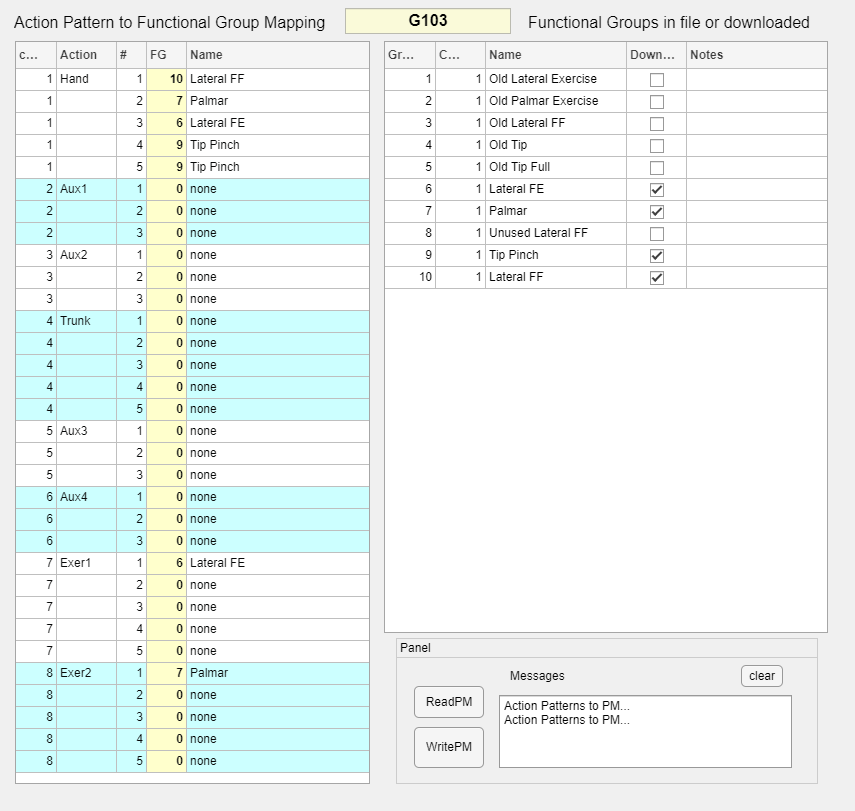 Action Pattern to Functional Group Mapping G103 Functional Groups in file or downloaded
c... Action # FG Name
1 Hand 1 10 Lateral FF
1 2 7 Palmar
1 3 6 Lateral FE
1 4 9 Tip Pinch
1 5 9 Tip Pinch
2 Aux1 1 0 none
2 2 0 none
2 3 0 none
3 Aux2 1 0 none
3 2 0 none
3 3 0 none
4 Trunk 1 0 none
4 2 0 none
4 3 0 none
4 4 0 none
4 5 0 none
5 Aux3 1 0 none
5 2 0 none
5 3 0 none
6 Aux4 1 0 none
6 2 0 none
6 3 0 none
7 Exer1 1 6 Lateral FE
7 2 0 none
7 3 0 none
7 4 0 none
7 5 0 none
8 Exer2 1 7 Palmar
8 2 0 none
8 3 0 none
8 4 0 none
8 5 0 none
Gr... C... Name Down... Notes
1 1 Old Lateral Exercise
2 1 Old Palmar Exercise
3 1 Old Lateral FF
4 1 Old Tip
5 1 Old Tip Full
6 1 Lateral FE
7 1 Palmar
8 1 Unused Lateral FF
9 1 Tip Pinch
10 1 Lateral FF
Panel
Messages clear
ReadPM
WritePM
Action Patterns to PM...
Action Patterns to PM...